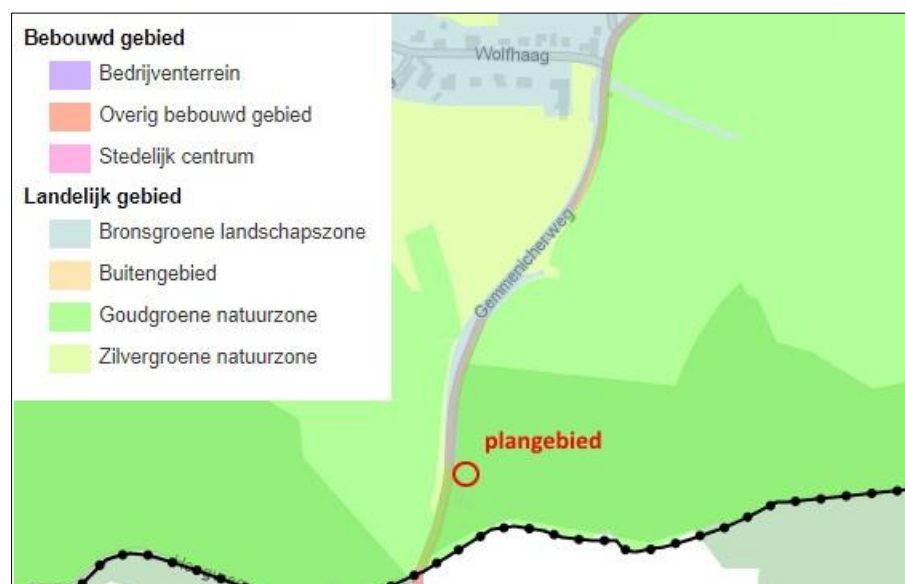 Bebouwd gebied
Bedrijventerrein
Overig bebouwd gebied
Stedelijk centrum
Landelijk gebied
Bronsgroene landschapszone
Buitengebied
Goudgroene natuurzone
Zilvergroene natuurzone
Wolfhaag
Gemmenicherweg
plangebied